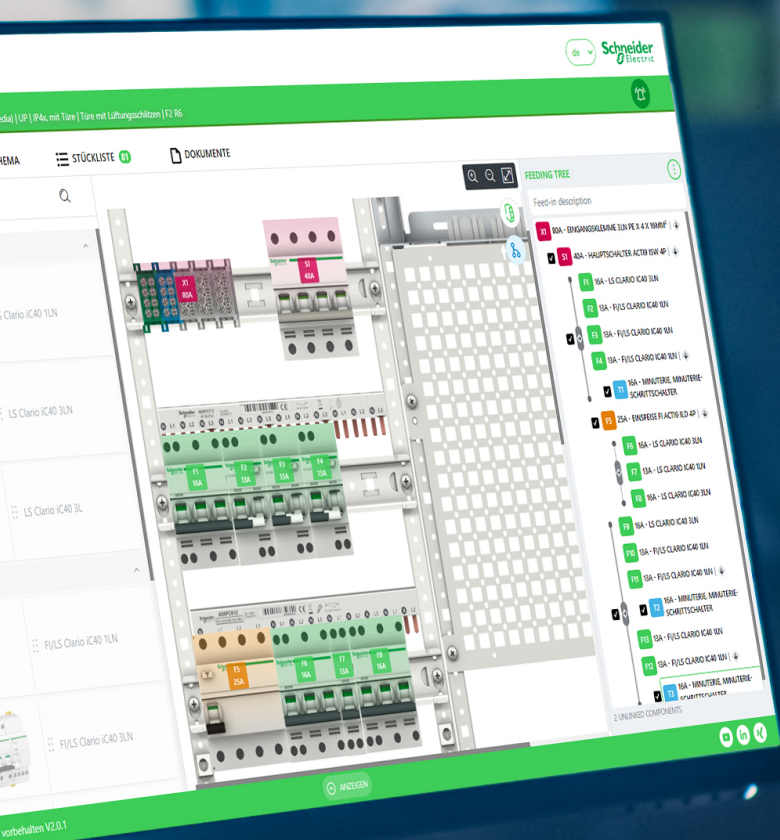 de
Schneider
Electric
edia) | UP | IP4x, mit Türe | Türe mit Lüftungsschlitzen | F2 R6
HEMA
STÜCKLISTE 81
DOKUMENTE
FEEDING TREE
Feed-in description
X1 80A - EINGANGSKLEMME 3LN PE X 4 X 16MM²
S1 40A - HAUPTSCHALTER ACTI9 ISW 4P
F1 16A - LS CLARIO IC40 3LN
F2 13A - FI/LS CLARIO IC40 1LN
F3 13A - FI/LS CLARIO IC40 1LN
F4 13A - FI/LS CLARIO IC40 1LN
T1 16A - MINUTERIE, MINUTERIE-
SCHRITTSCHALTER
F5 25A - EINSPEISE FI ACTI9 ILD 4P
F6 16A - LS CLARIO IC40 3LN
F7 13A - LS CLARIO IC40 1LN
F8 16A - LS CLARIO IC40 3LN
F9 16A - LS CLARIO IC40 3LN
F10 13A - FI/LS CLARIO IC40 1LN
F11 13A - FI/LS CLARIO IC40 1LN
T2 16A - MINUTERIE, MINUTERIE-
SCHRITTSCHALTER
F13 13A - FI/LS CLARIO IC40 1LN
F12 13A - FI/LS CLARIO IC40 1LN
T3 16A - MINUTERIE, MINUTERIE-
SCHRITTSCHALTER
2 UNLINKED COMPONENTS
S Clario iC40 1LN
LS Clario iC40 3LN
LS Clario iC40 3L
FI/LS Clario iC40 1LN
FI/LS Clario iC40 3LN
X1
80A
S1
40A
F1
16A
F2
13A
F3
13A
F4
13A
F5
25A
F6
16A
F7
13A
F8
16A
ANZEIGEN
vorbehalten V2.0.1
in